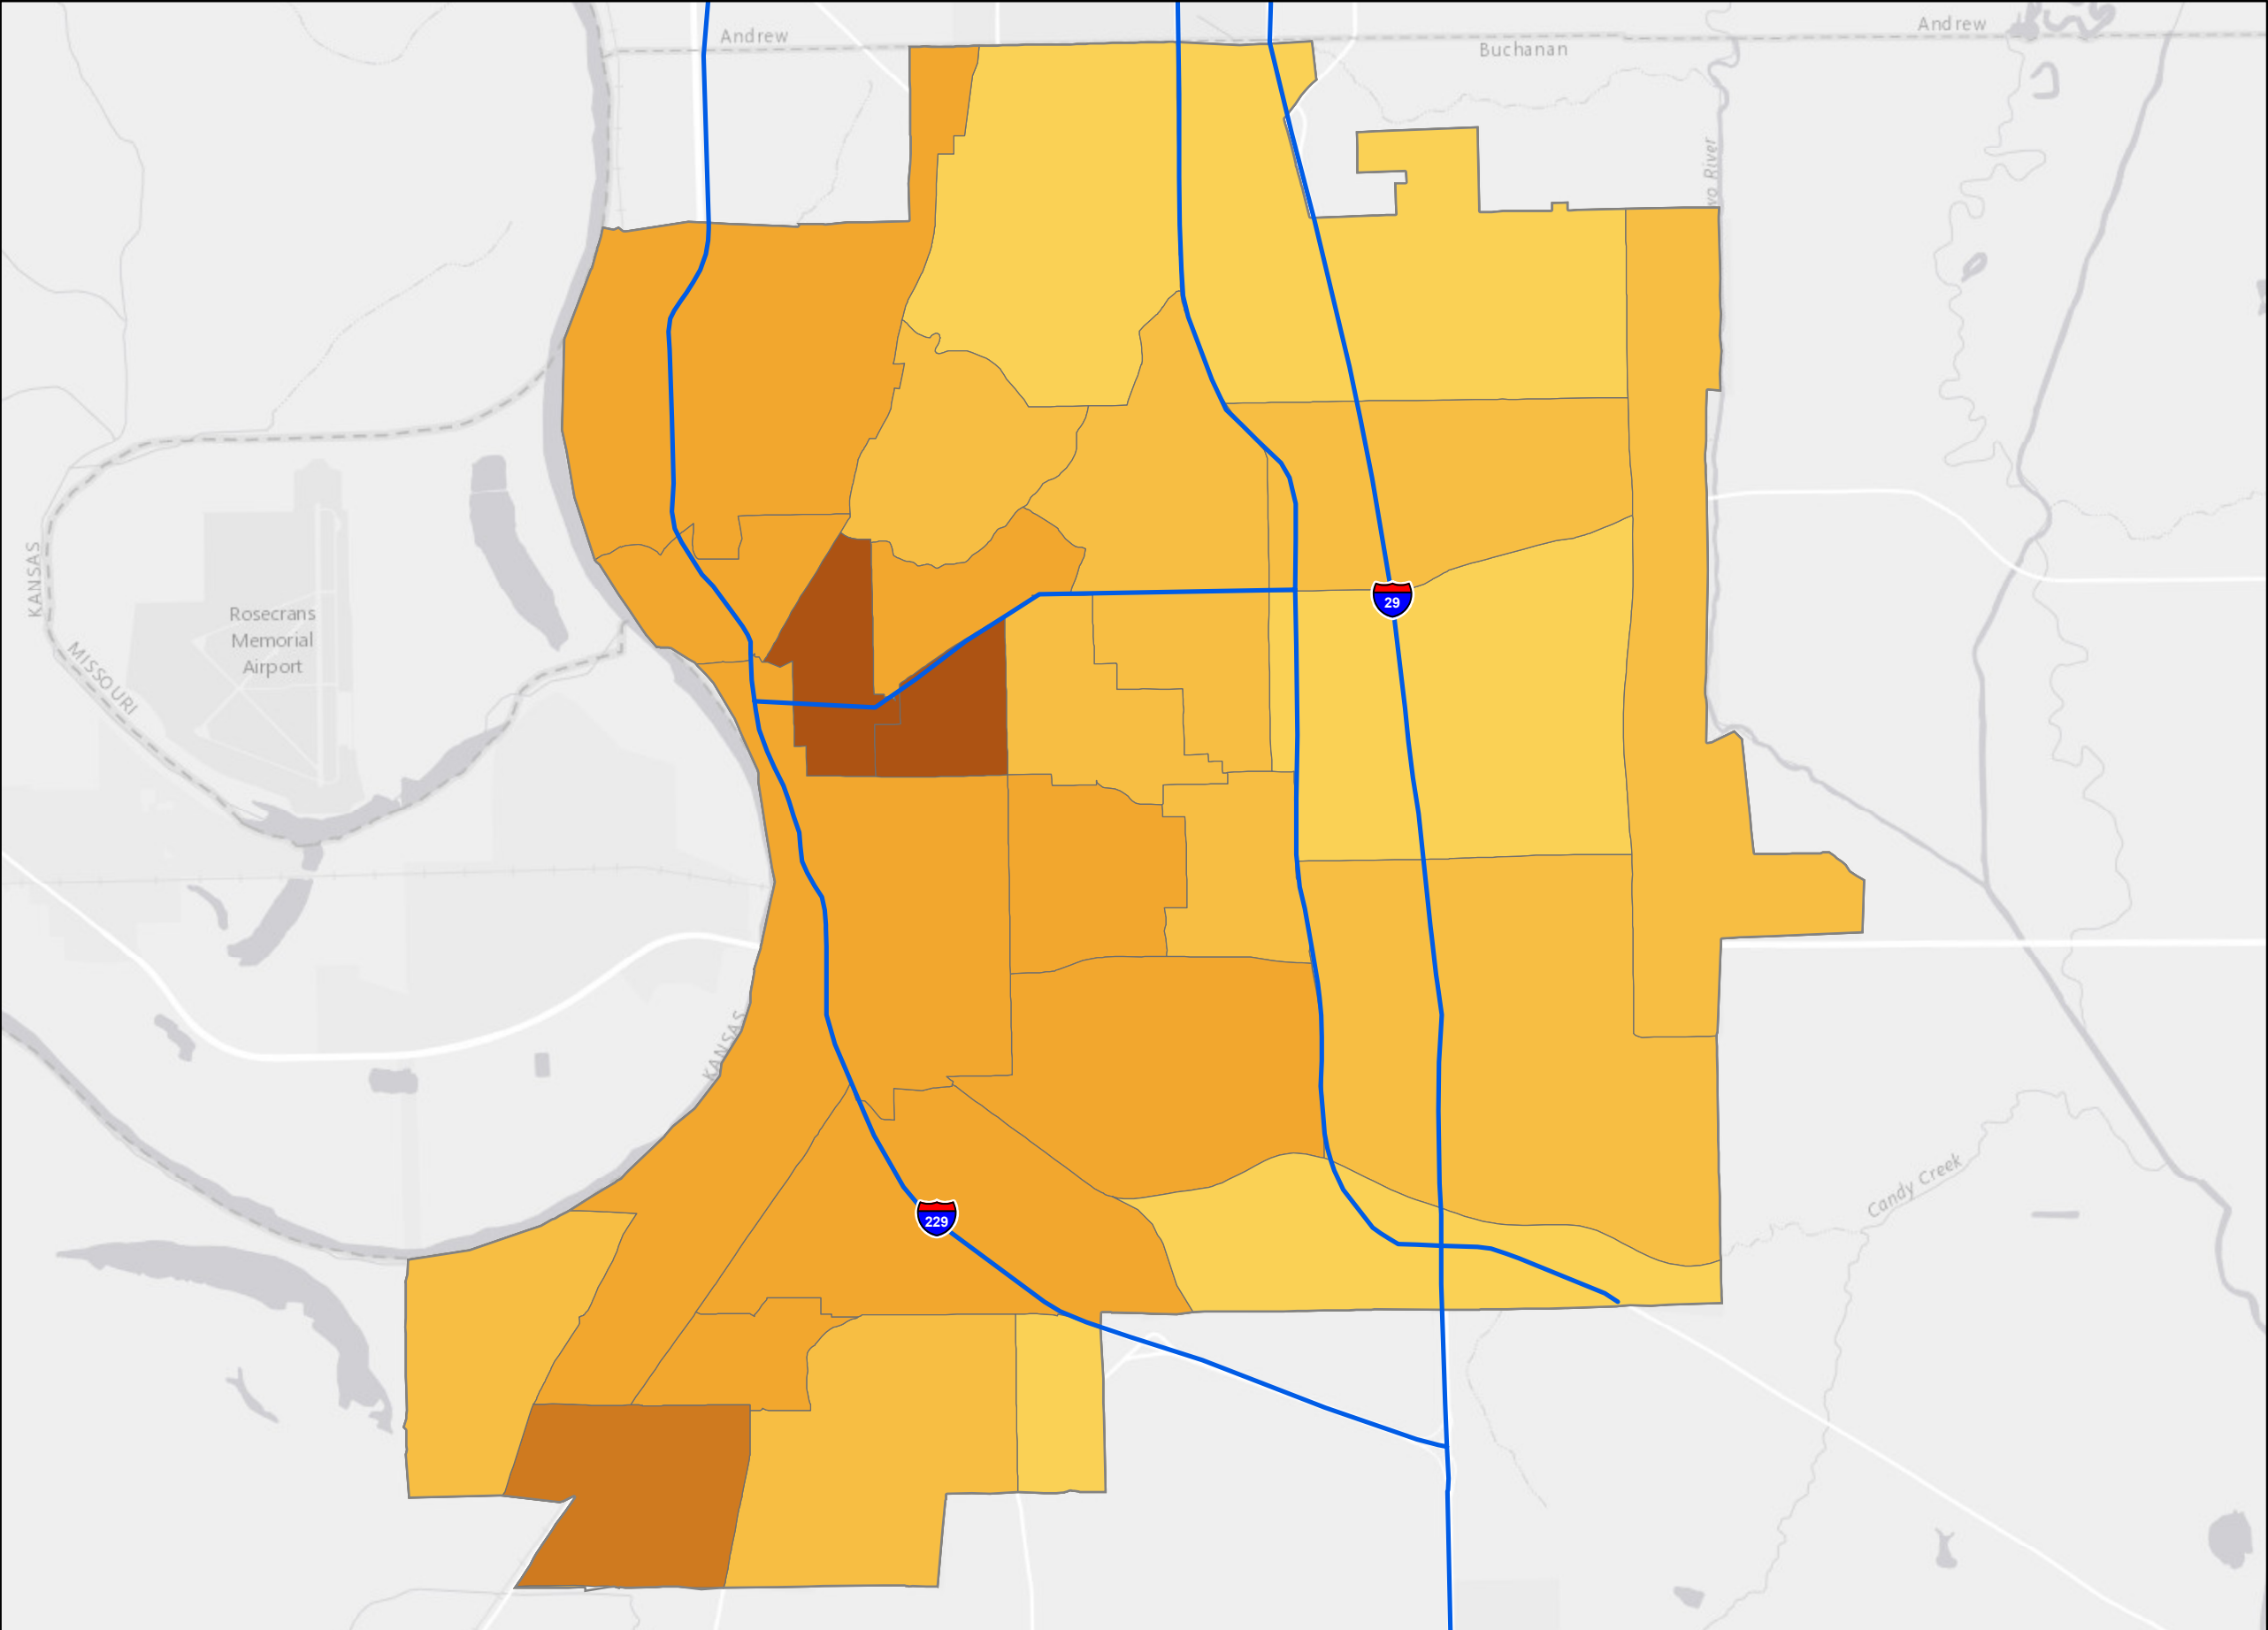 Andrew
Andrew
Buchanan
KANSAS
29
Rosecrans
Memorial
Airport
MISSOURI
KANSAS
Candy Creek
229